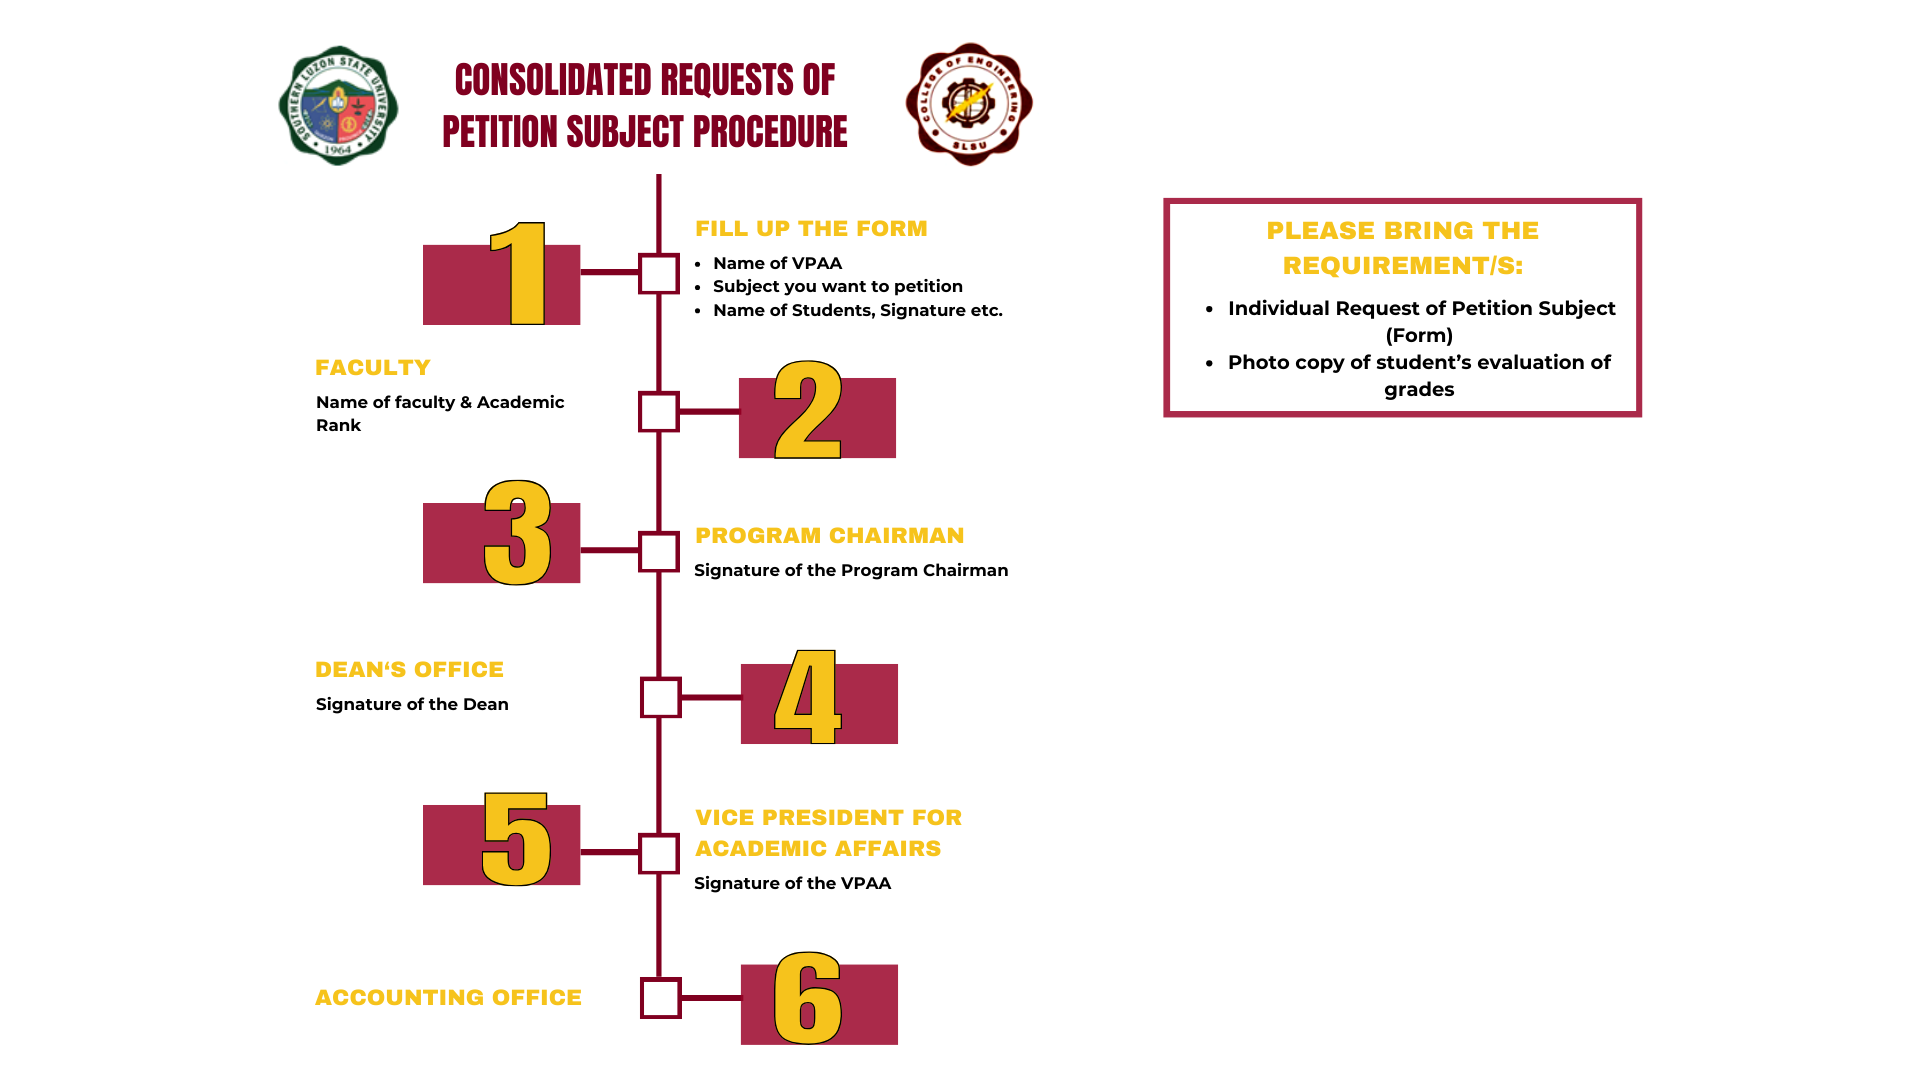 SOUTHERN LUZON STATE UNIVERSITY
1964
CONSOLIDATED REQUESTS OF
PETITION SUBJECT PROCEDURE
COLLEGE OF ENGINEERING
SLSU
1
FILL UP THE FORM
• Name of VPAA
• Subject you want to petition
• Name of Students, Signature etc.
FACULTY
Name of faculty & Academic
Rank
2
3
PROGRAM CHAIRMAN
Signature of the Program Chairman
DEAN‘S OFFICE
Signature of the Dean
4
5
VICE PRESIDENT FOR
ACADEMIC AFFAIRS
Signature of the VPAA
ACCOUNTING OFFICE
6
PLEASE BRING THE
REQUIREMENT/S:
• Individual Request of Petition Subject
(Form)
• Photo copy of student’s evaluation of
grades